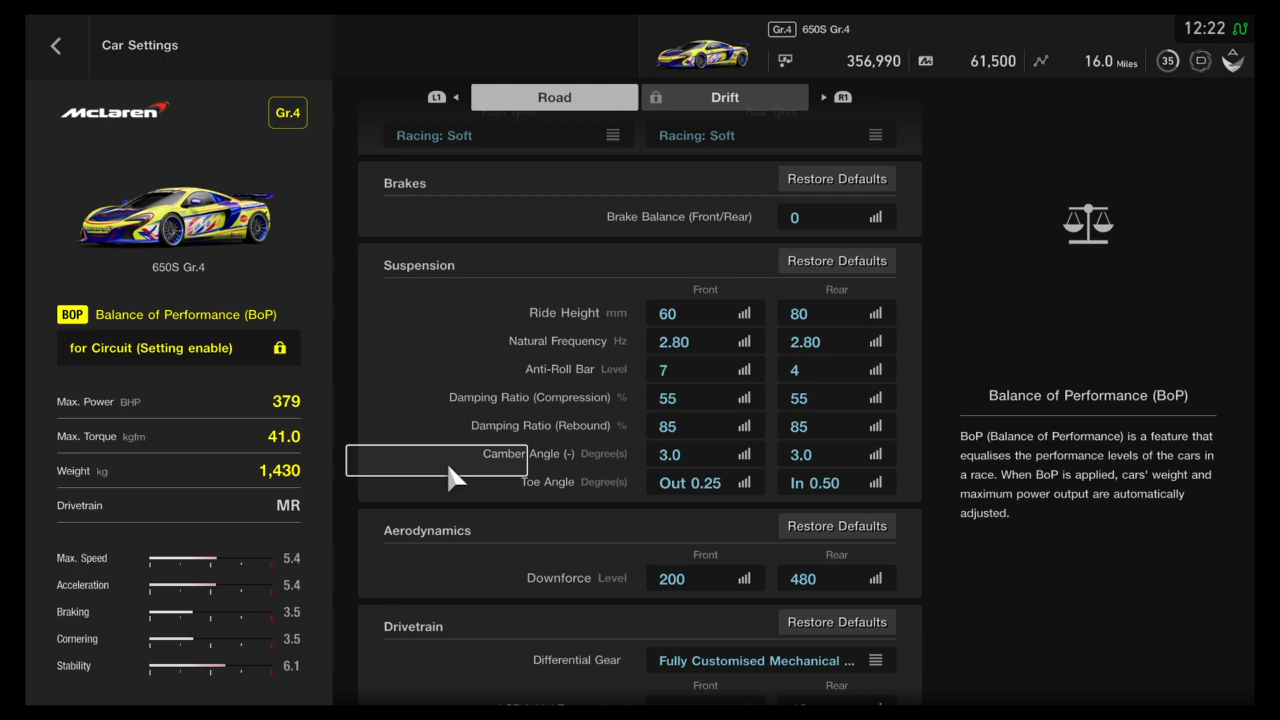 Car Settings
Gr.4 650S Gr.4
12:22
356,990 61,500 16.0 Miles 35 D
L1 Road Drift R1
McLaren
Gr.4
650S Gr.4
BOP Balance of Performance (BoP)
for Circuit (Setting enable)
Max. Power BHP 379
Max. Torque kgfm 41.0
Weight kg 1,430
Drivetrain MR
Max. Speed 5.4
Acceleration 5.4
Braking 3.5
Cornering 3.5
Stability 6.1
Front Tyres Rear Tyres
Racing: Soft Racing: Soft
Brakes Restore Defaults
Brake Balance (Front/Rear) 0
Suspension Restore Defaults
Front Rear
Ride Height mm 60 80
Natural Frequency Hz 2.80 2.80
Anti-Roll Bar Level 7 4
Damping Ratio (Compression) % 55 55
Damping Ratio (Rebound) % 85 85
Camber Angle (-) Degree(s) 3.0 3.0
Toe Angle Degree(s) Out 0.25 In 0.50
Aerodynamics Restore Defaults
Front Rear
Downforce Level 200 480
Drivetrain Restore Defaults
Differential Gear Fully Customised Mechanical ...
Front Rear
Balance of Performance (BoP)
BoP (Balance of Performance) is a feature that
equalises the performance levels of the cars in
a race. When BoP is applied, cars' weight and
maximum power output are automatically
adjusted.